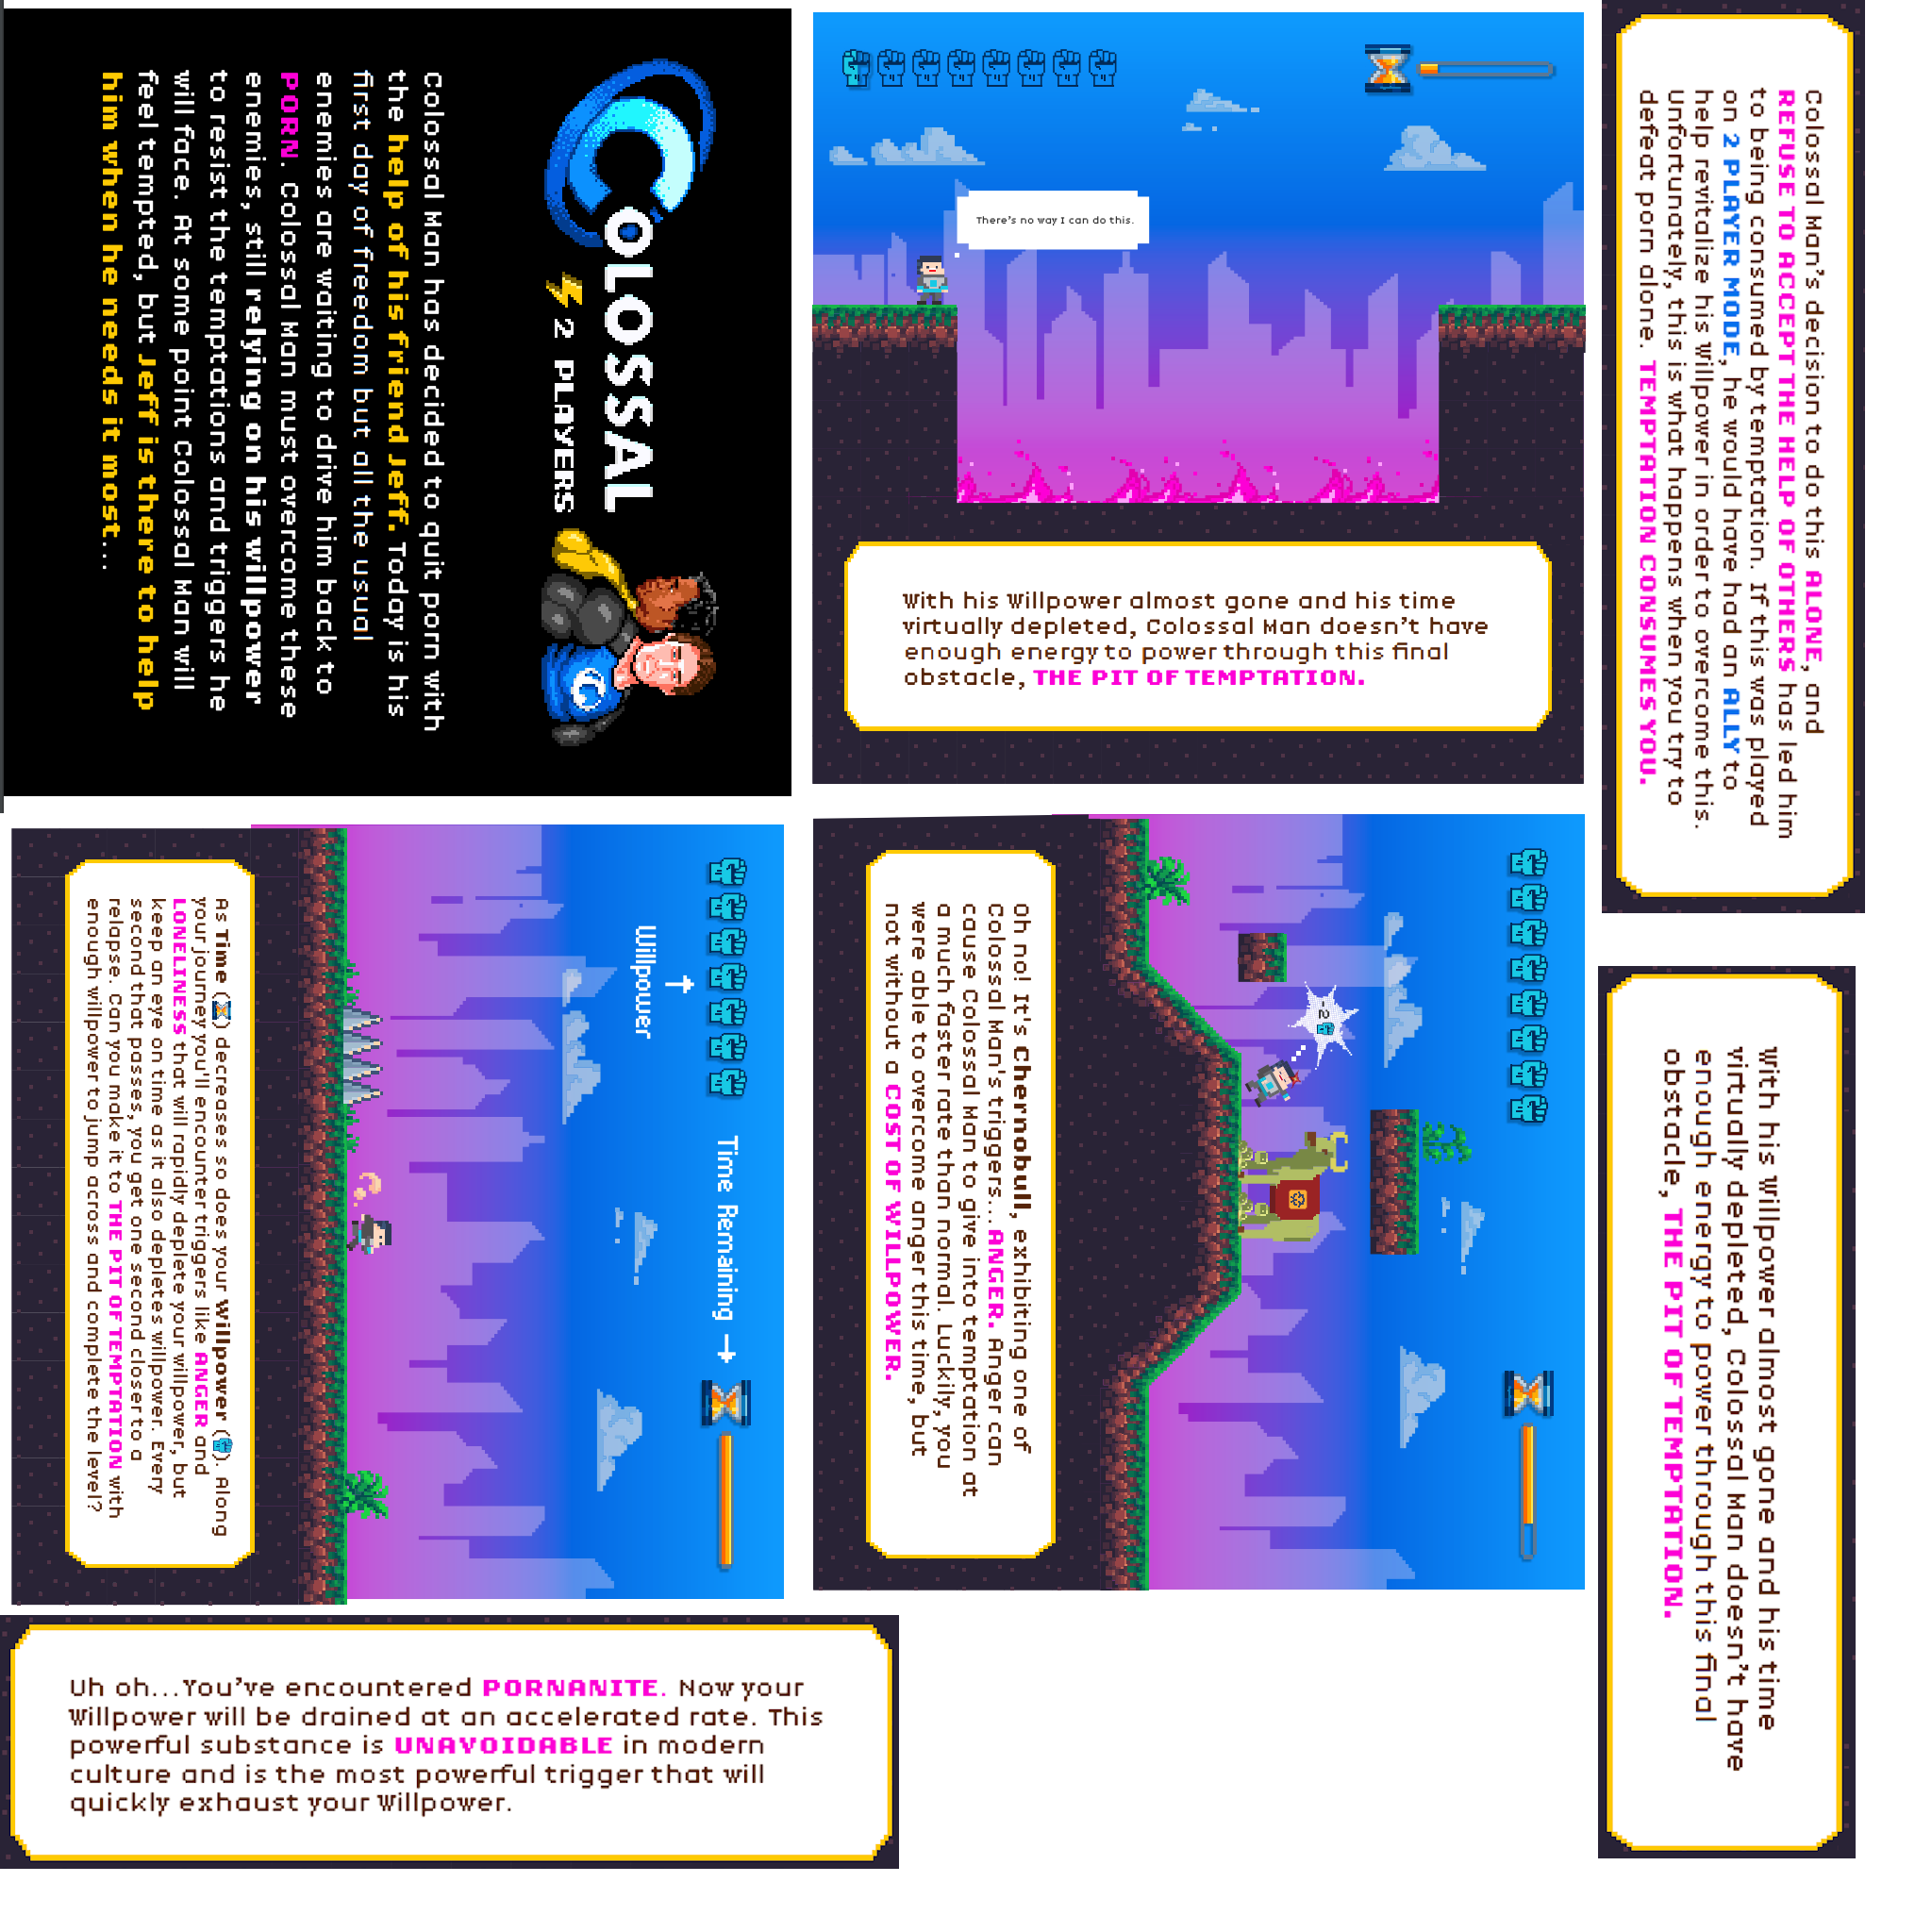 COLOSSAL
2 PLAYERS
Colossal Man has decided to quit porn with
the help of his friend Jeff. Today is his
first day of freedom but all the usual
enemies are waiting to drive him back to
PORN. Colossal Man must overcome these
enemies, still relying on his willpower
to resist the temptations and triggers he
will face. At some point Colossal Man will
feel tempted, but Jeff is there to help
him when he needs it most...
There's no way I can do this.
With his Willpower almost gone and his time
virtually depleted, Colossal Man doesn't have
enough energy to power through this final
obstacle, THE PIT OF TEMPTATION.
Colossal Man's decision to do this ALONE, and
REFUSE TO ACCEPT THE HELP OF OTHERS has led him
to being consumed by temptation. If this was played
on 2 PLAYER MODE, he would have had an ALLY to
help revitalize his Willpower in order to overcome this.
Unfortunately, this is what happens when you try to
defeat porn alone. TEMPTATION CONSUMES YOU.
Willpower
Time Remaining
As Time ( ) decreases so does your Willpower ( ). Along
your journey you'll encounter triggers like ANGER and
LONELINESS that will rapidly deplete your willpower, but
keep an eye on time as it also depletes willpower. Every
second that passes, you get one second closer to a
relapse. Can you make it to THE PIT OF TEMPTATION with
enough willpower to jump across and complete the level?
-2
Oh no! It's Chernobull, exhibiting one of
Colossal Man's triggers... ANGER. Anger can
cause Colossal Man to give into temptation at
a much faster rate than normal. Luckily, you
were able to overcome anger this time, but
not without a COST OF WILLPOWER.
With his Willpower almost gone and his time
virtually depleted, Colossal Man doesn't have
enough energy to power through this final
obstacle, THE PIT OF TEMPTATION.
Uh oh...You've encountered PORNANITE. Now your
Willpower will be drained at an accelerated rate. This
powerful substance is UNAVOIDABLE in modern
culture and is the most powerful trigger that will
quickly exhaust your Willpower.